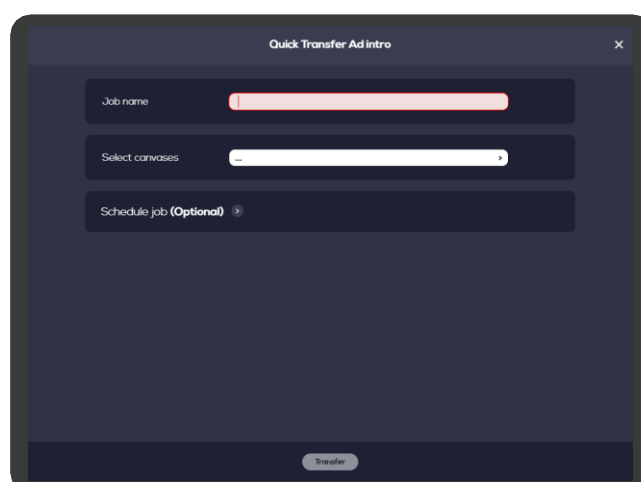 Quick Transfer Ad intro
Job name
Select canvases
...
Schedule job (Optional)
Transfer